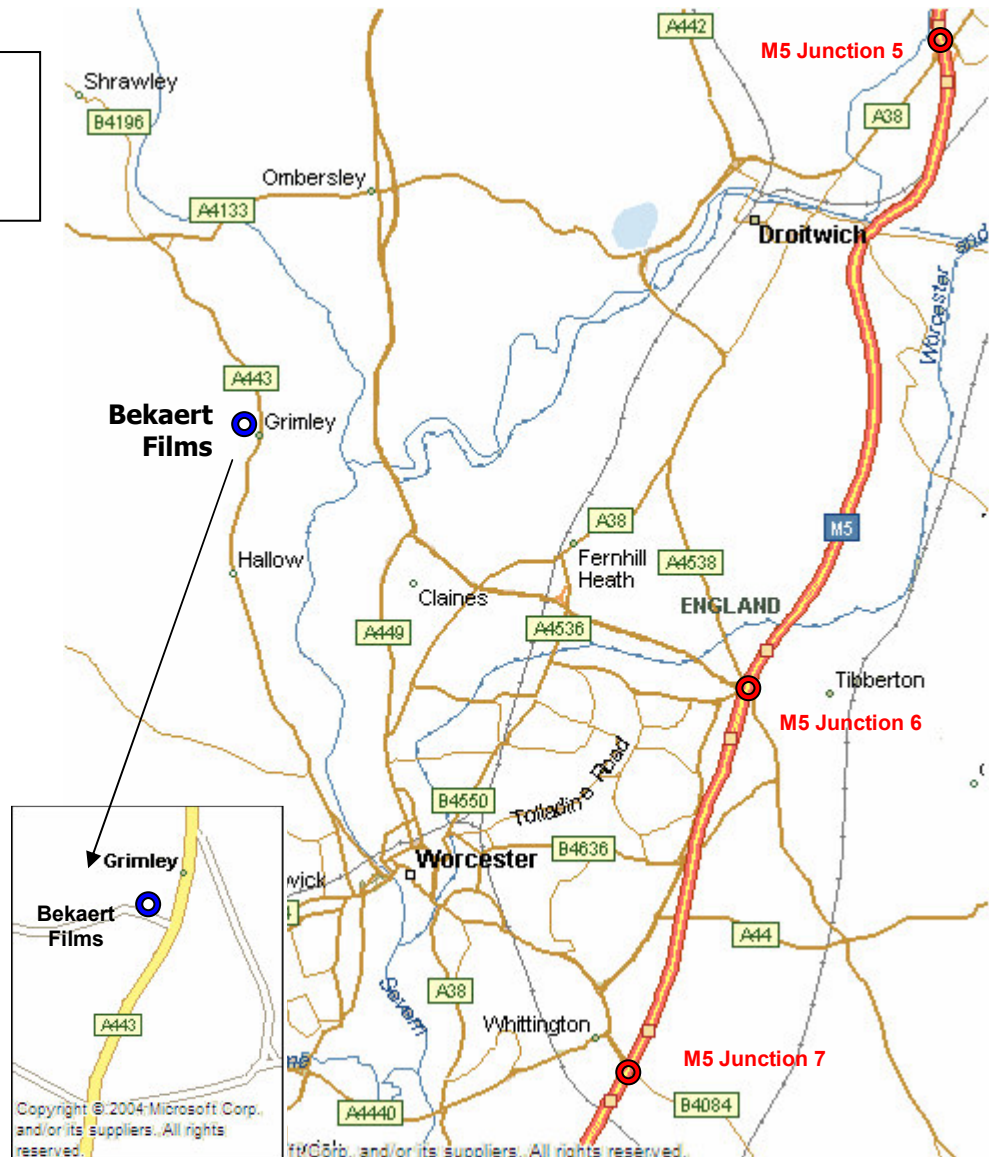 A442
M5 Junction 5
Shrawley
B4196
A38
Ombersley
A4133
Droitwich
Worcester
A443
Bekaert
Films
Grimley
M5
A38
Fernhill
Heath
A4538
Hallow
Claines
ENGLAND
A449
A4536
Tibberton
M5 Junction 6
Tolladine Road
B4550
B4636
Worcester
Grimley
Bekaert
Films
A443
A44
A38
Severn
Whittington
M5 Junction 7
B4084
A4440
Copyright © 2004 Microsoft Corp.
and/or its suppliers. All rights
reserved.
Corp. and/or its suppliers. All rights reserved.